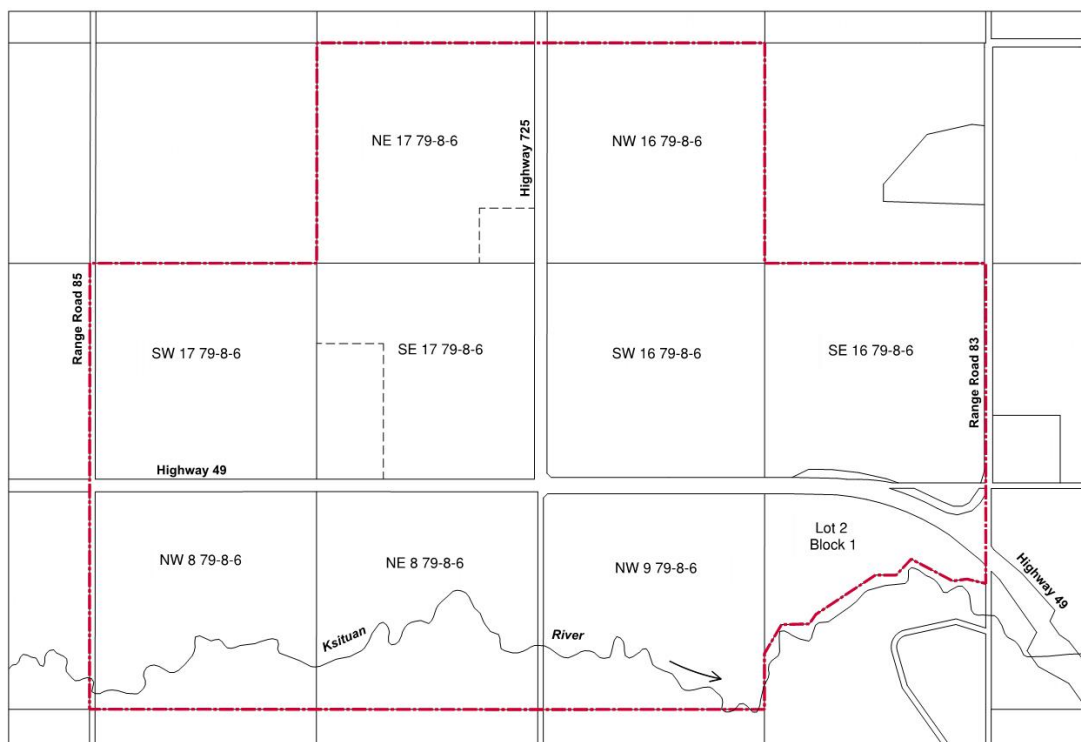 NE 17 79-8-6
Highway 725
NW 16 79-8-6
Range Road 85
SW 17 79-8-6
SE 17 79-8-6
SW 16 79-8-6
SE 16 79-8-6
Range Road 83
Highway 49
NW 8 79-8-6
NE 8 79-8-6
NW 9 79-8-6
Lot 2
Block 1
Highway 49
Ksituan
River